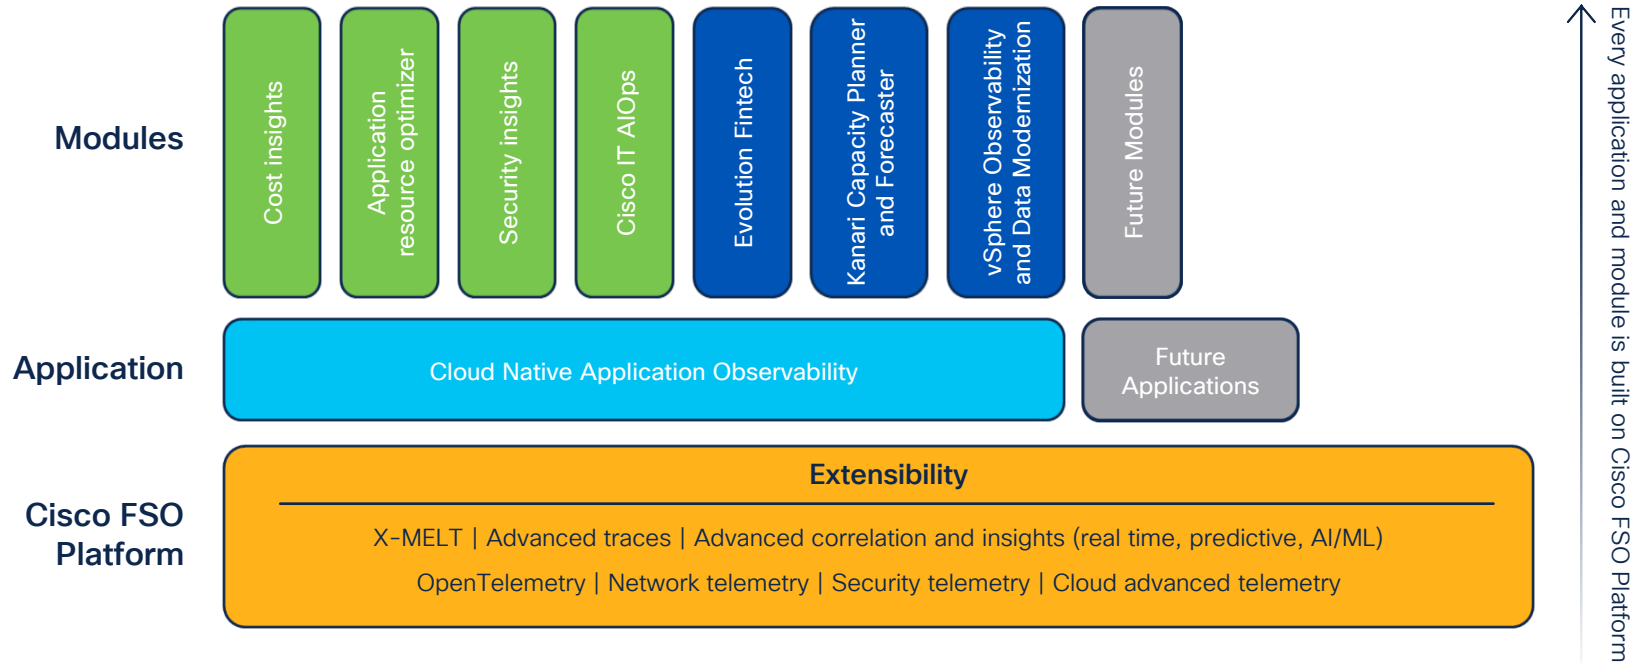 Modules
Cost insights
Application
resource optimizer
Security insights
Cisco IT AIOps
Evolution Fintech
Kanari Capacity Planner
and Forecaster
vSphere Observability
and Data Modernization
Future Modules
Application
Cloud Native Application Observability
Future
Applications
Cisco FSO
Platform
Extensibility
X-MELT | Advanced traces | Advanced correlation and insights (real time, predictive, AI/ML)
OpenTelemetry | Network telemetry | Security telemetry | Cloud advanced telemetry
Every application and module is built on Cisco FSO Platform